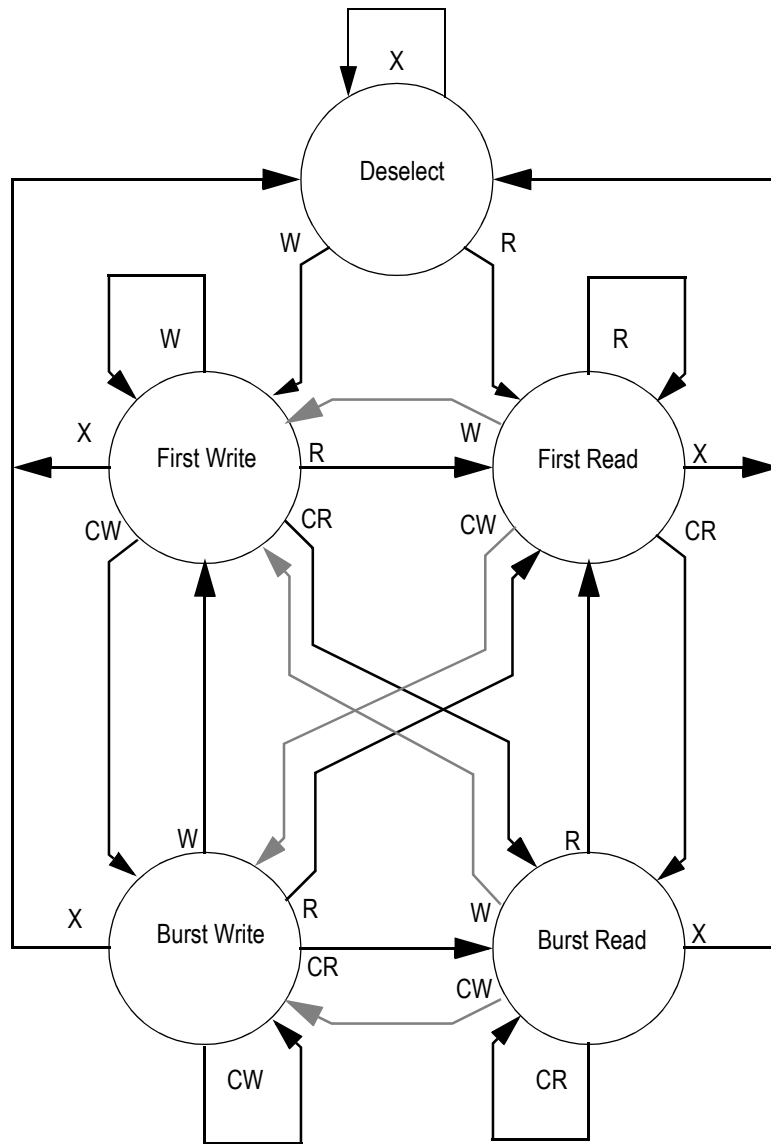 X
Deselect
W
R
W
R
X
W
First Write
R
First Read
X
CW
CR
CW
CR
W
R
X
R
W
X
Burst Write
Burst Read
CR
CW
CW
CR